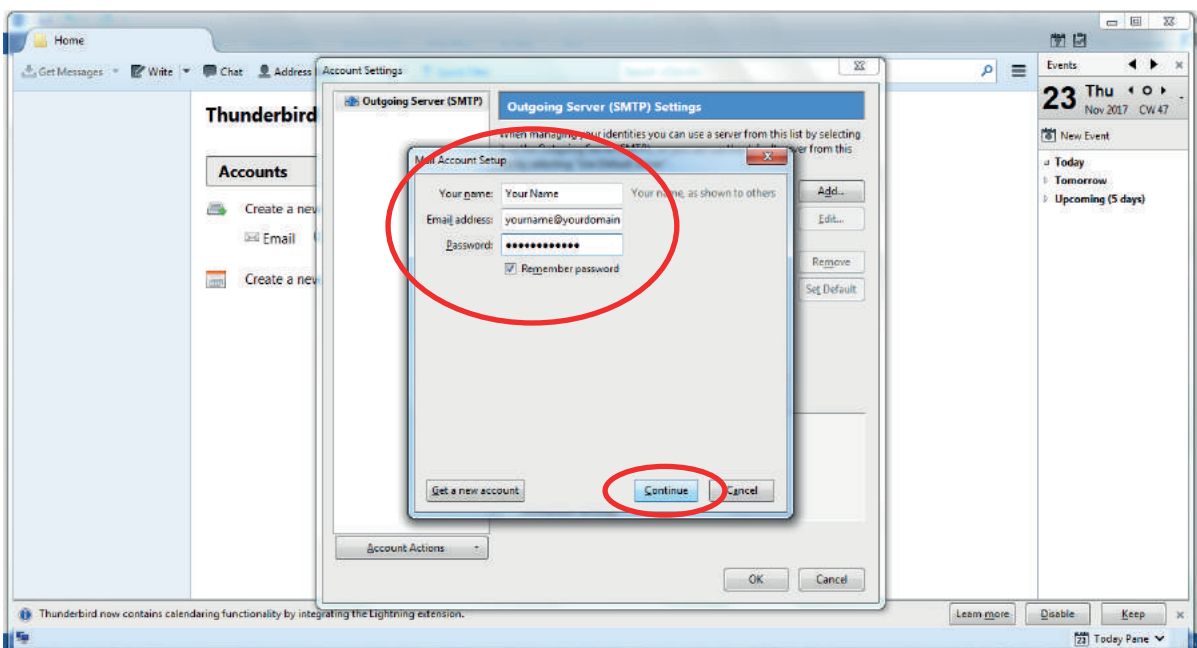 Home
Get Messages
Write
Chat
Address
Events
Thunderbird
Accounts
Create a new
Email
Create a new
Account Settings
Outgoing Server (SMTP)
Outgoing Server (SMTP) Settings
When managing your identities you can use a server from this list by selecting
ver from this
Add...
Edit...
Remove
Set Default
Mail Account Setup
Your name: Your Name Your name, as shown to others
Email address: yourname@yourdomain
Password: ●●●●●●●●●●●●
Remember password
Get a new account
Continue
Cancel
Account Actions
OK
Cancel
23 Thu
Nov 2017 CW 47
New Event
Today
Tomorrow
Upcoming (5 days)
Thunderbird now contains calendaring functionality by integrating the Lightning extension.
Learn more
Disable
Keep
23 Today Pane